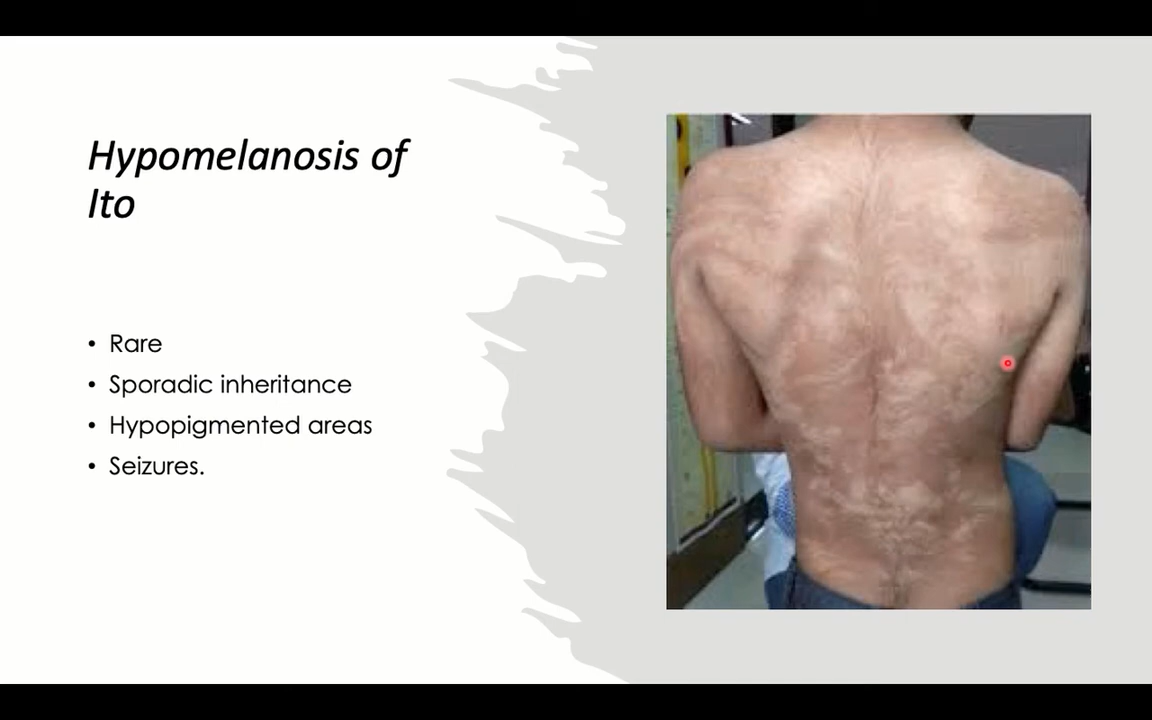 Hypomelanosis of
Ito
• Rare
• Sporadic inheritance
• Hypopigmented areas
• Seizures.